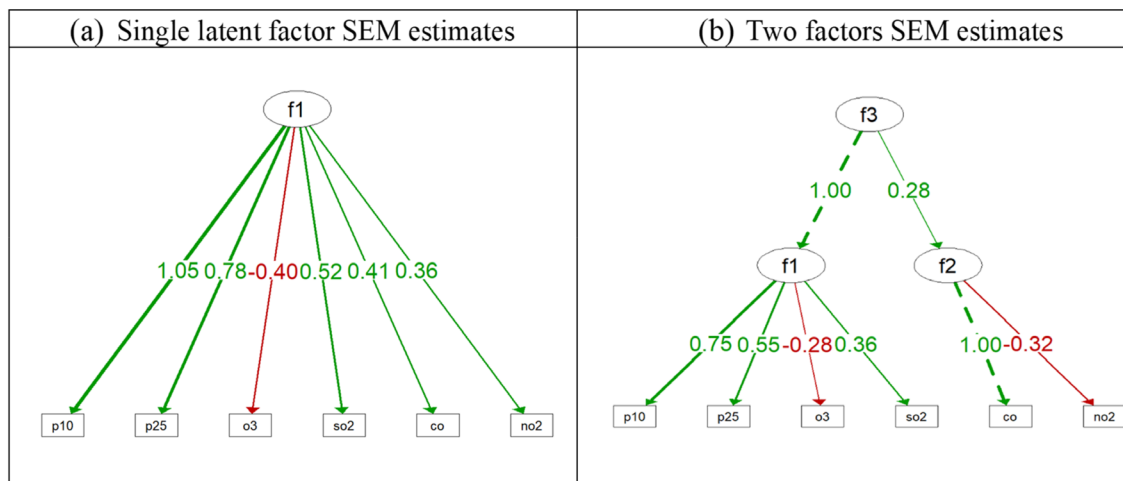 (a) Single latent factor SEM estimates
(b) Two factors SEM estimates
f1
1.05 0.78 -0.40 0.52 0.41 0.36
p10 p25 o3 so2 co no2
f3
1.00 0.28
f1 f2
0.75 0.55 -0.28 0.36 1.00 -0.32
p10 p25 o3 so2 co no2